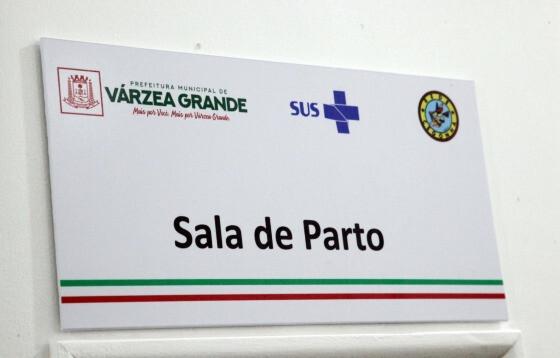 PREFEITURA MUNICIPAL DE
VÁRZEA GRANDE
Mais por Você. Mais por Várzea Grande.
SUS
Sala de Parto